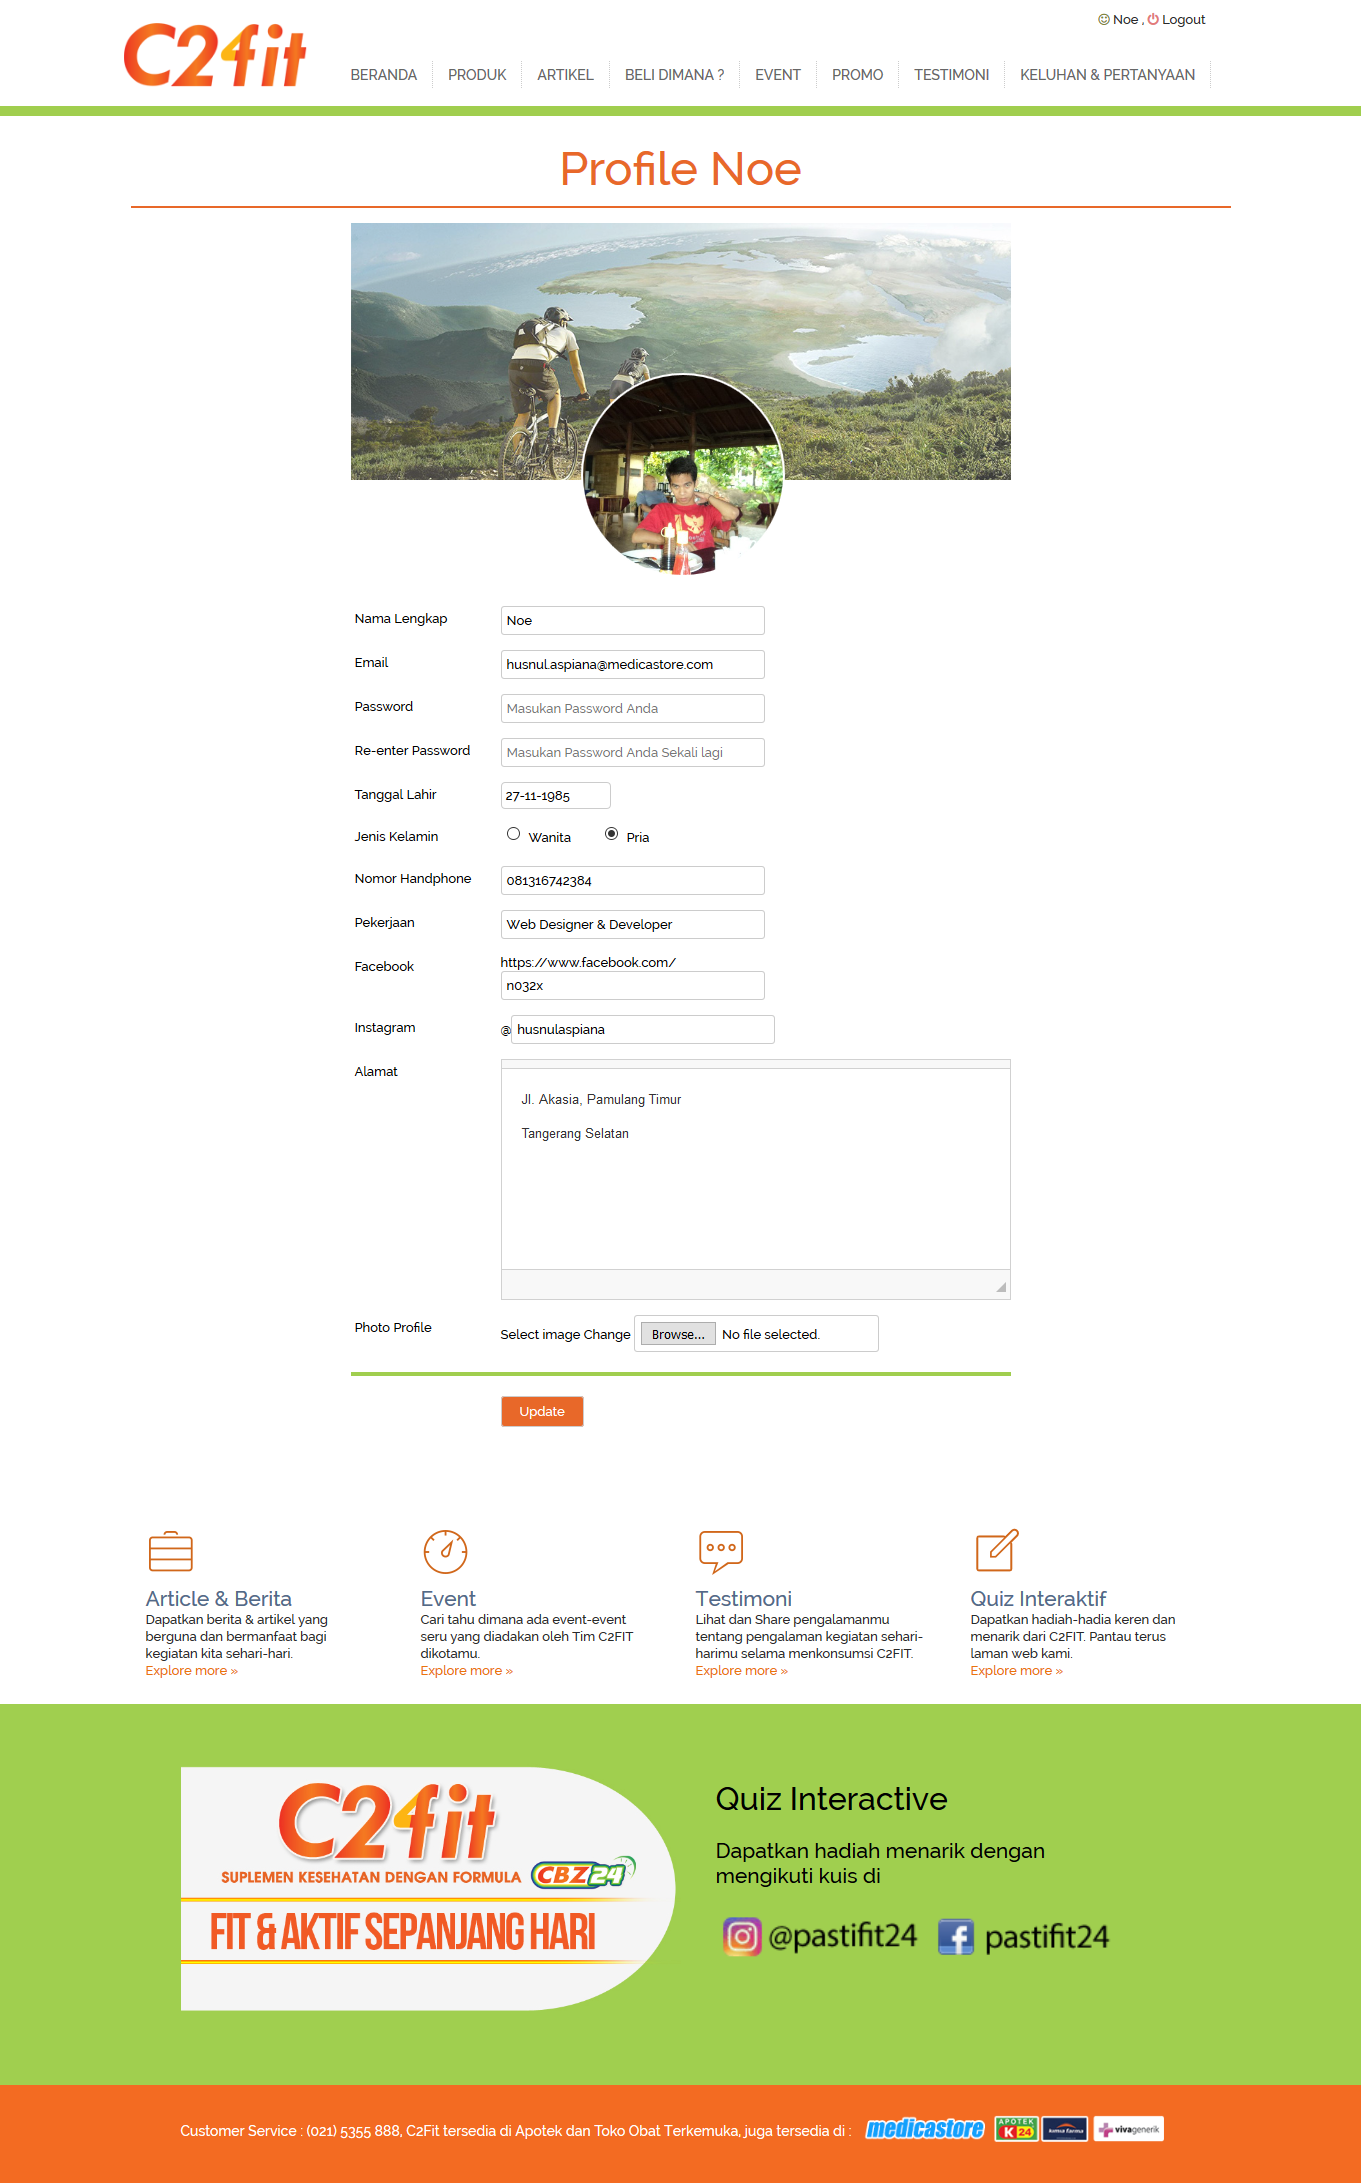 C24fit
Noe , Logout
BERANDA PRODUK ARTIKEL BELI DIMANA ? EVENT PROMO TESTIMONI KELUHAN & PERTANYAAN
Profile Noe
Nama Lengkap Noe
Email husnul.aspiana@medicastore.com
Password Masukan Password Anda
Re-enter Password Masukan Password Anda Sekali lagi
Tanggal Lahir 27-11-1985
Jenis Kelamin Wanita Pria
Nomor Handphone 081316742384
Pekerjaan Web Designer & Developer
Facebook https://www.facebook.com/
n032x
Instagram @ husnulaspiana
Alamat
Jl. Akasia, Pamulang Timur
Tangerang Selatan
Photo Profile Select image Change Browse... No file selected.
Update
Article & Berita
Dapatkan berita & artikel yang
berguna dan bermanfaat bagi
kegiatan kita sehari-hari.
Explore more »
Event
Cari tahu dimana ada event-event
seru yang diadakan oleh Tim C2FIT
dikotamu.
Explore more »
Testimoni
Lihat dan Share pengalamanmu
tentang pengalaman kegiatan sehari-
harimu selama menkonsumsi C2FIT.
Explore more »
Quiz Interaktif
Dapatkan hadiah-hadia keren dan
menarik dari C2FIT. Pantau terus
laman web kami.
Explore more »
C24fit
SUPLEMEN KESEHATAN DENGAN FORMULA CBZ24
FIT & AKTIF SEPANJANG HARI
Quiz Interactive
Dapatkan hadiah menarik dengan
mengikuti kuis di
@pastifit24 pastifit24
Customer Service : (021) 5355 888, C2Fit tersedia di Apotek dan Toko Obat Terkemuka, juga tersedia di : medicastore APOTEK K24 kimia farma vivagenerik